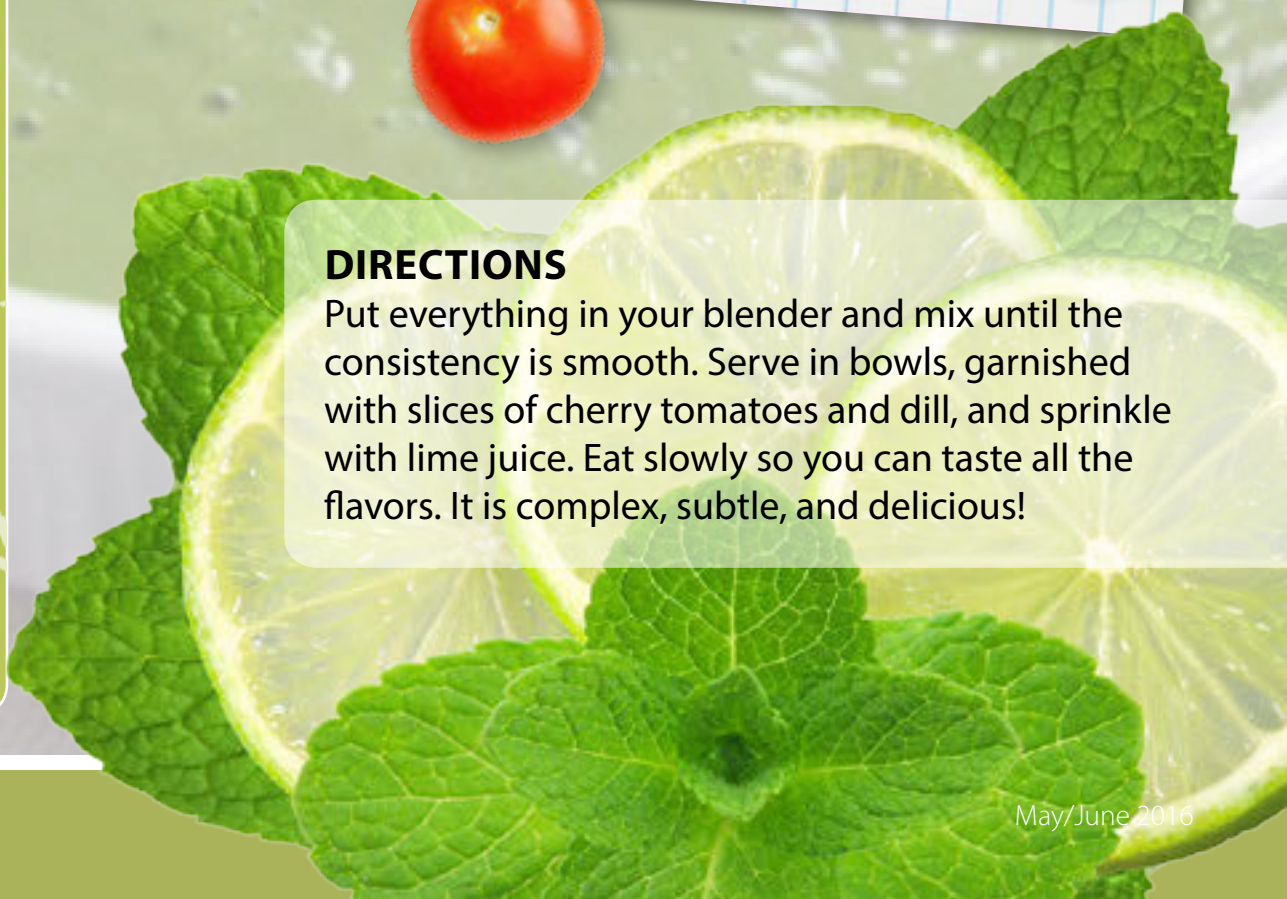 DIRECTIONS
Put everything in your blender and mix until the
consistency is smooth. Serve in bowls, garnished
with slices of cherry tomatoes and dill, and sprinkle
with lime juice. Eat slowly so you can taste all the
flavors. It is complex, subtle, and delicious!
May/June 2016